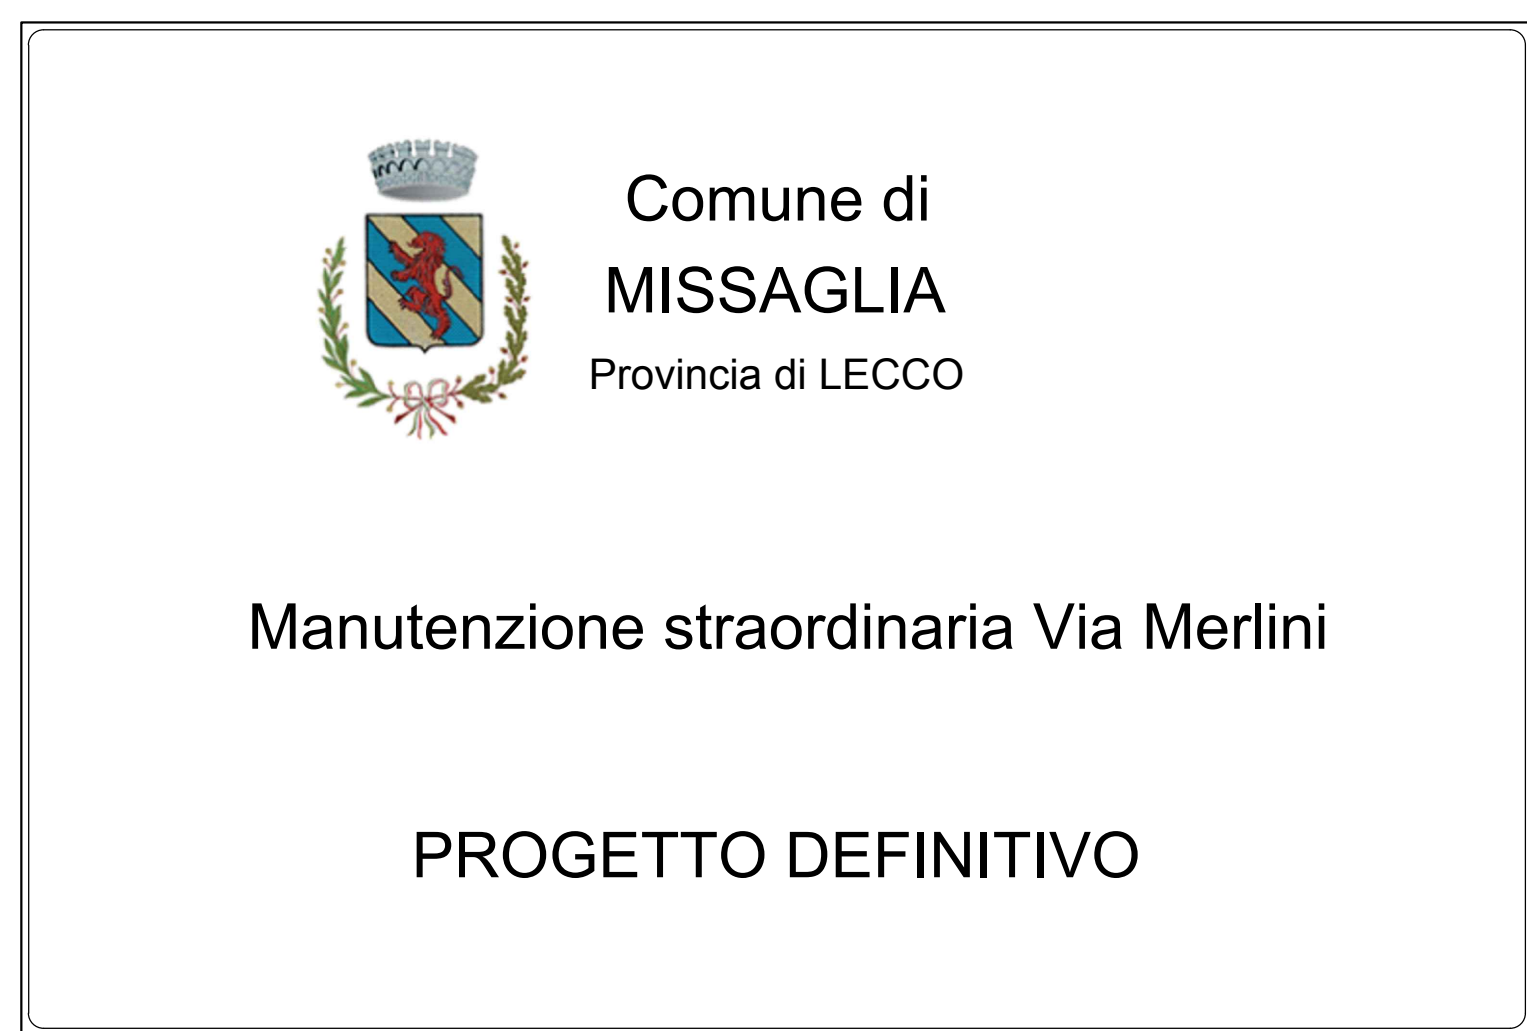 Comune di
MISSAGLIA
Provincia di LECCO
Manutenzione straordinaria Via Merlini
PROGETTO DEFINITIVO